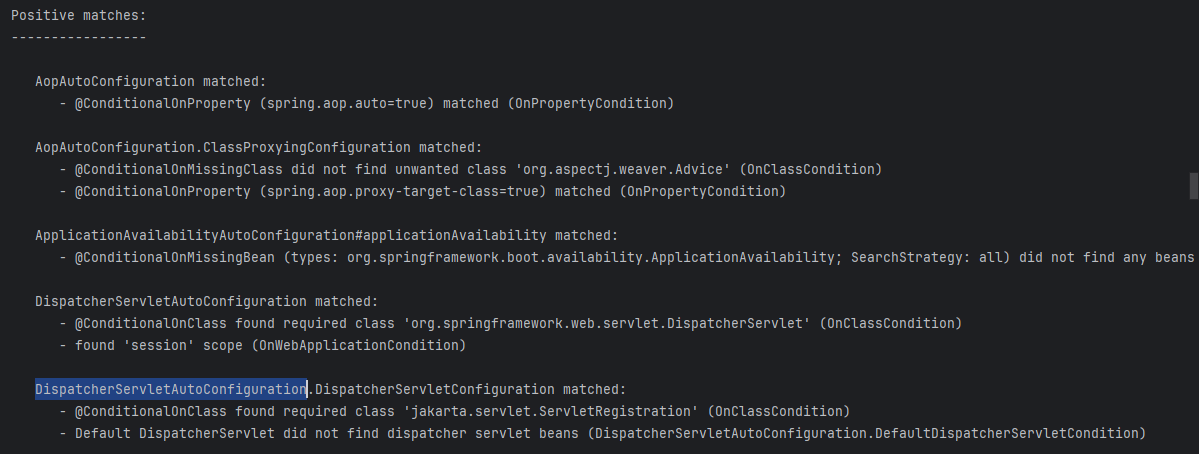 Positive matches:
-----------------
AopAutoConfiguration matched:
- @ConditionalOnProperty (spring.aop.auto=true) matched (OnPropertyCondition)
AopAutoConfiguration.ClassProxyingConfiguration matched:
- @ConditionalOnMissingClass did not find unwanted class 'org.aspectj.weaver.Advice' (OnClassCondition)
- @ConditionalOnProperty (spring.aop.proxy-target-class=true) matched (OnPropertyCondition)
ApplicationAvailabilityAutoConfiguration#applicationAvailability matched:
- @ConditionalOnMissingBean (types: org.springframework.boot.availability.ApplicationAvailability; SearchStrategy: all) did not find any beans
DispatcherServletAutoConfiguration matched:
- @ConditionalOnClass found required class 'org.springframework.web.servlet.DispatcherServlet' (OnClassCondition)
- found 'session' scope (OnWebApplicationCondition)
DispatcherServletAutoConfiguration.DispatcherServletConfiguration matched:
- @ConditionalOnClass found required class 'jakarta.servlet.ServletRegistration' (OnClassCondition)
- Default DispatcherServlet did not find dispatcher servlet beans (DispatcherServletAutoConfiguration.DefaultDispatcherServletCondition)